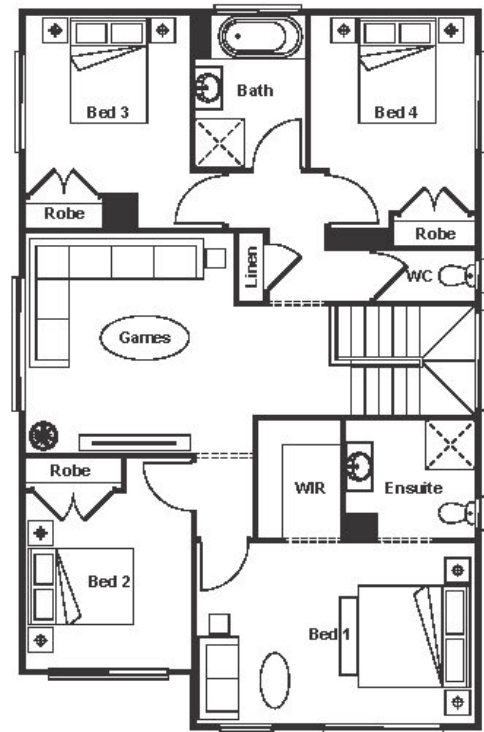 Bath
Bed 3
Bed 4
Robe
Robe
Linen
WC
Games
Robe
WIR
Ensuite
Bed 2
Bed 1